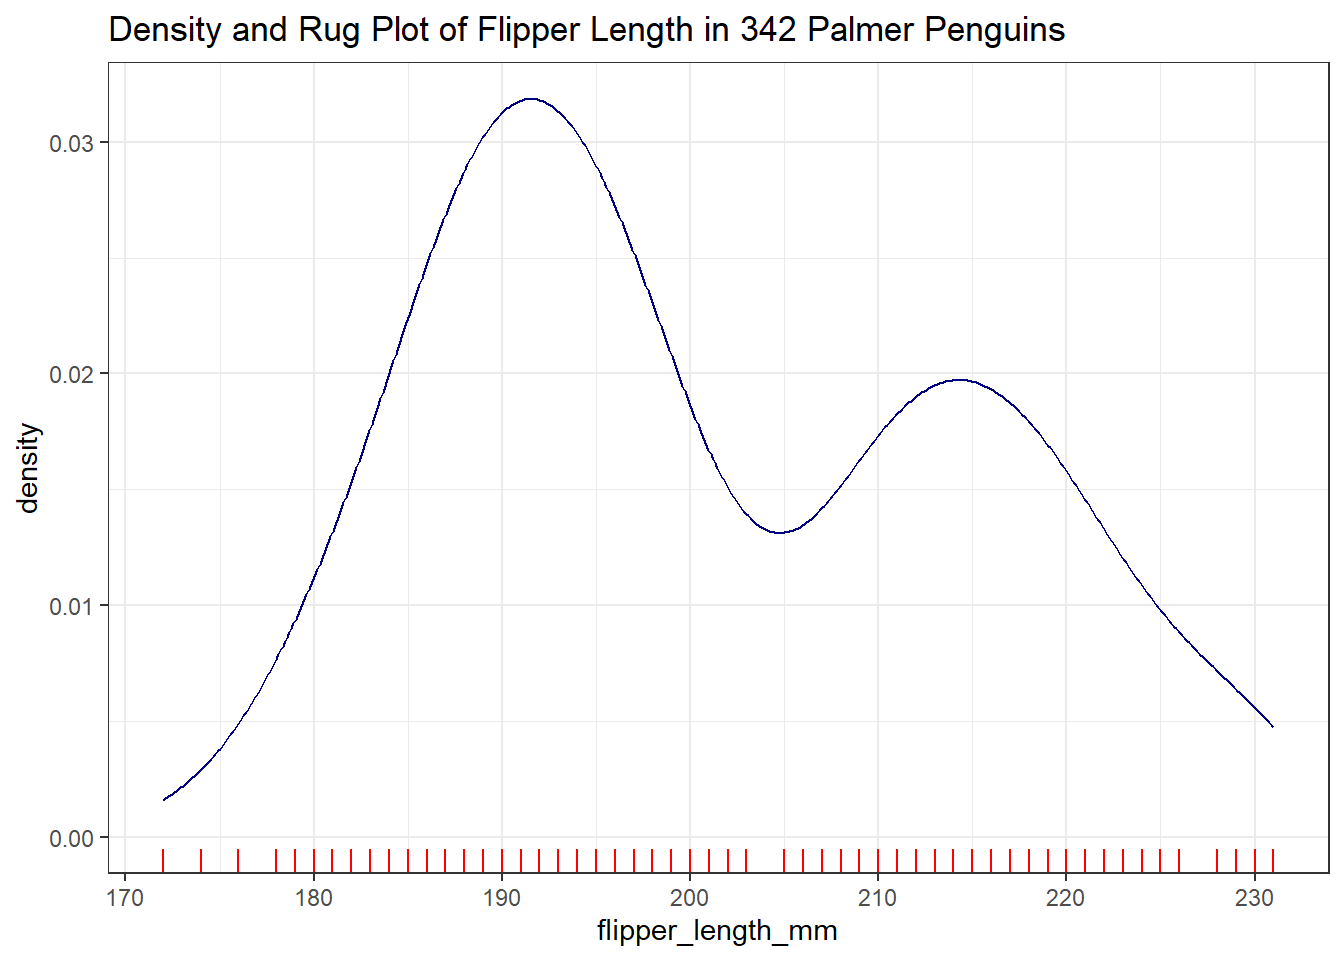 Density and Rug Plot of Flipper Length in 342 Palmer Penguins
0.03
0.02
0.01
0.00
density
170 180 190 200 210 220 230
flipper_length_mm